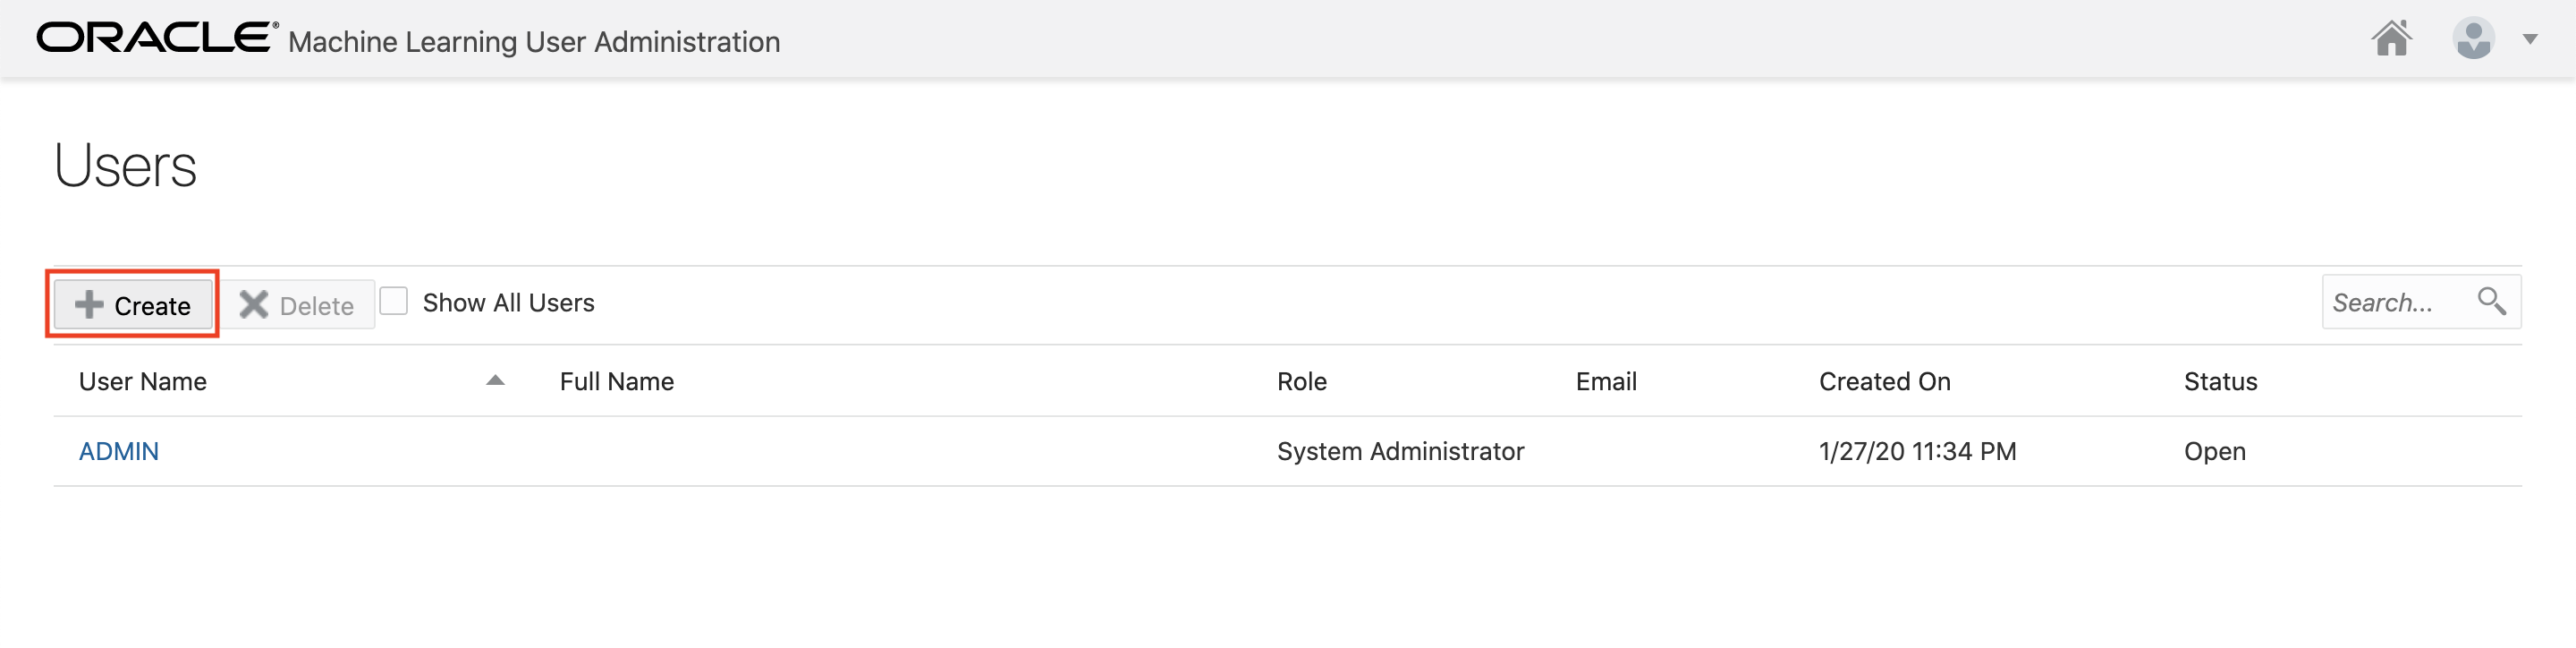 ORACLE® Machine Learning User Administration
Users
Create Delete Show All Users Search...
User Name Full Name Role Email Created On Status
ADMIN System Administrator 1/27/20 11:34 PM Open